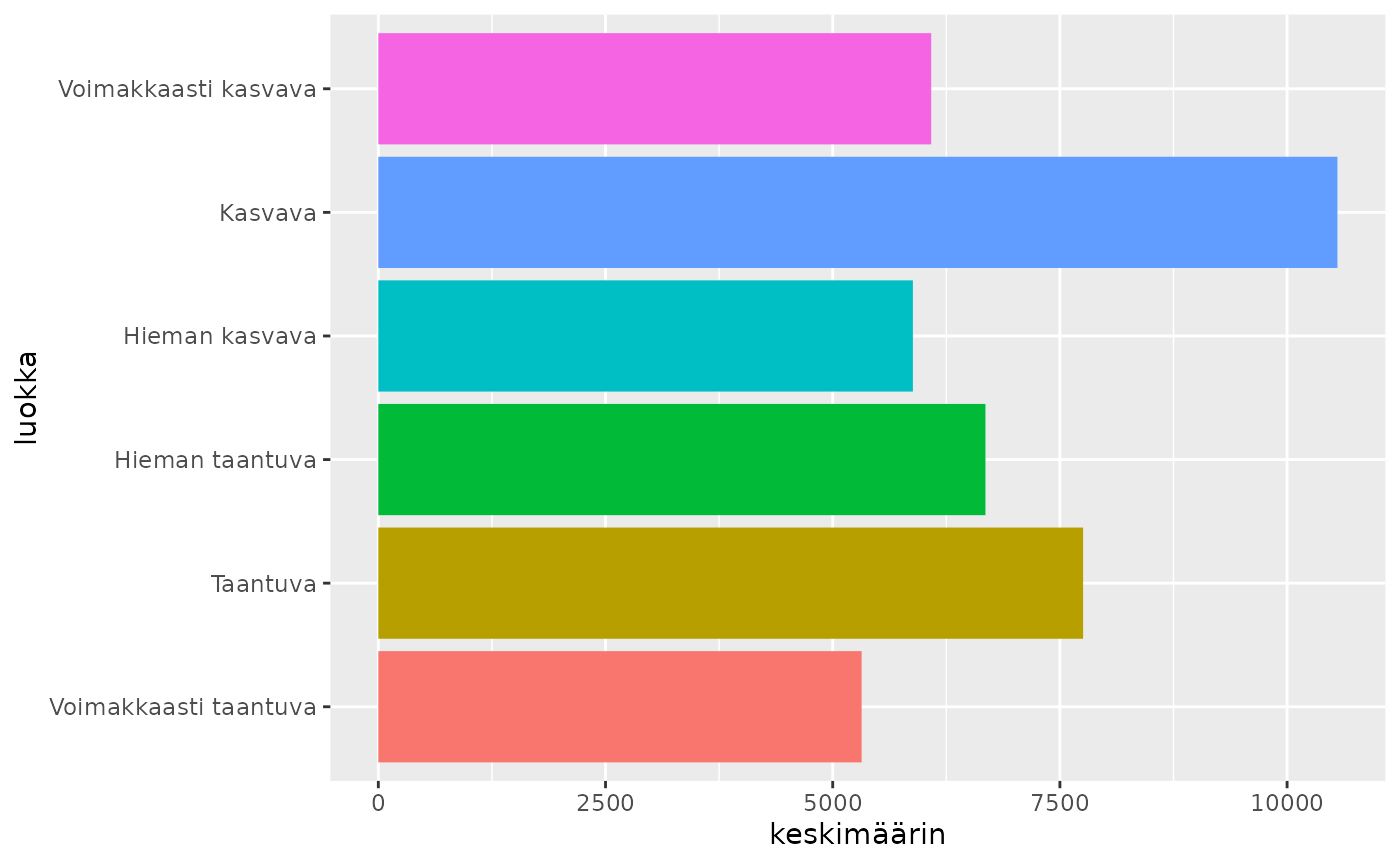 Voimakkaasti kasvava
Kasvava
Hieman kasvava
Hieman taantuva
Taantuva
Voimakkaasti taantuva
luokka
0 2500 5000 7500 10000
keskimäärin